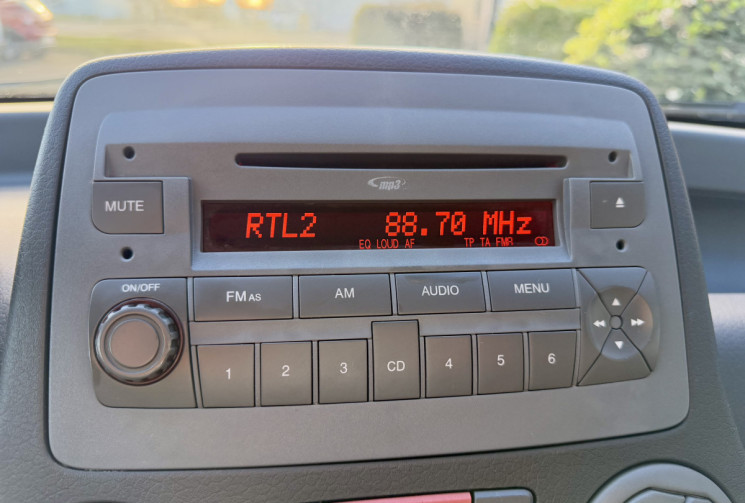 mp3
MUTE
RTL2 88.70 MHz
EQ LOUD AF TP TA FMR
ON/OFF
FM AS AM AUDIO MENU
1 2 3 CD 4 5 6